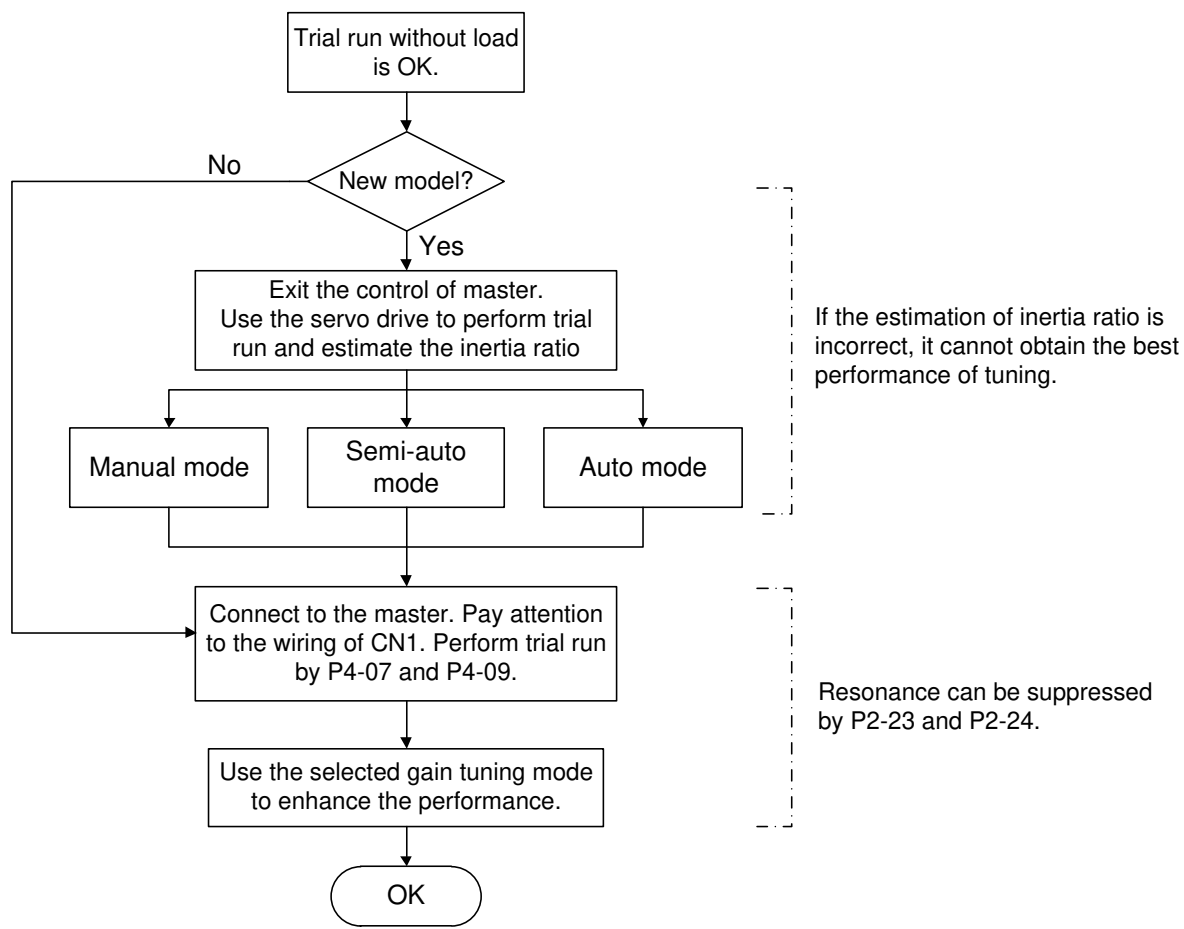 Trial run without load
is OK.
No
New model?
Yes
Exit the control of master.
Use the servo drive to perform trial
run and estimate the inertia ratio
If the estimation of inertia ratio is
incorrect, it cannot obtain the best
performance of tuning.
Manual mode
Semi-auto
mode
Auto mode
Connect to the master. Pay attention
to the wiring of CN1. Perform trial run
by P4-07 and P4-09.
Resonance can be suppressed
by P2-23 and P2-24.
Use the selected gain tuning mode
to enhance the performance.
OK